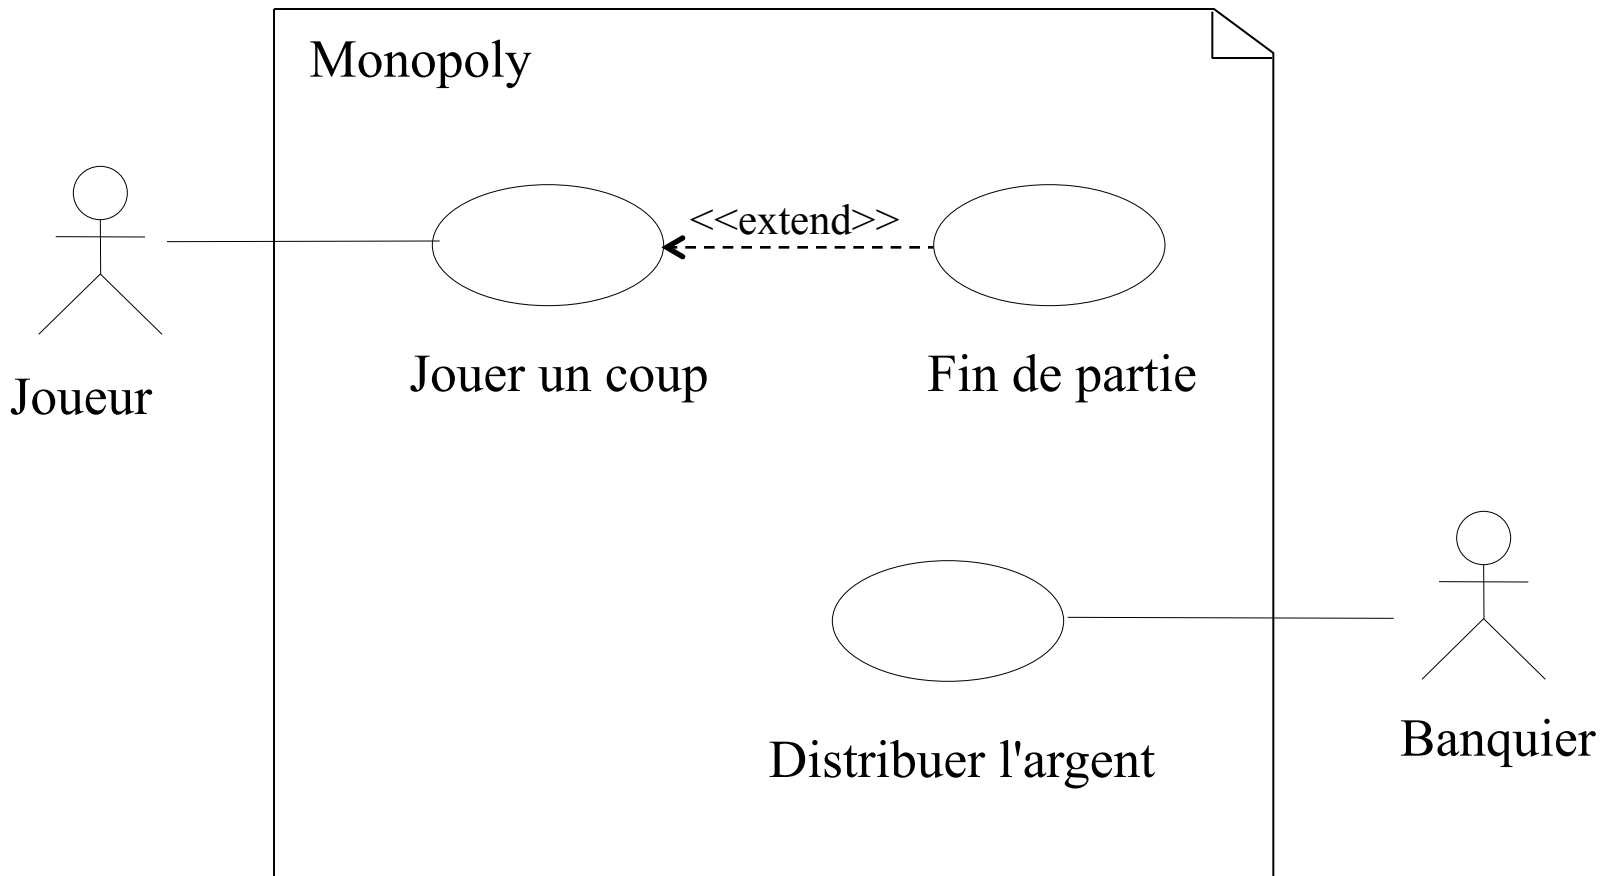 Monopoly
<<extend>>
Jouer un coup
Fin de partie
Joueur
Distribuer l'argent
Banquier